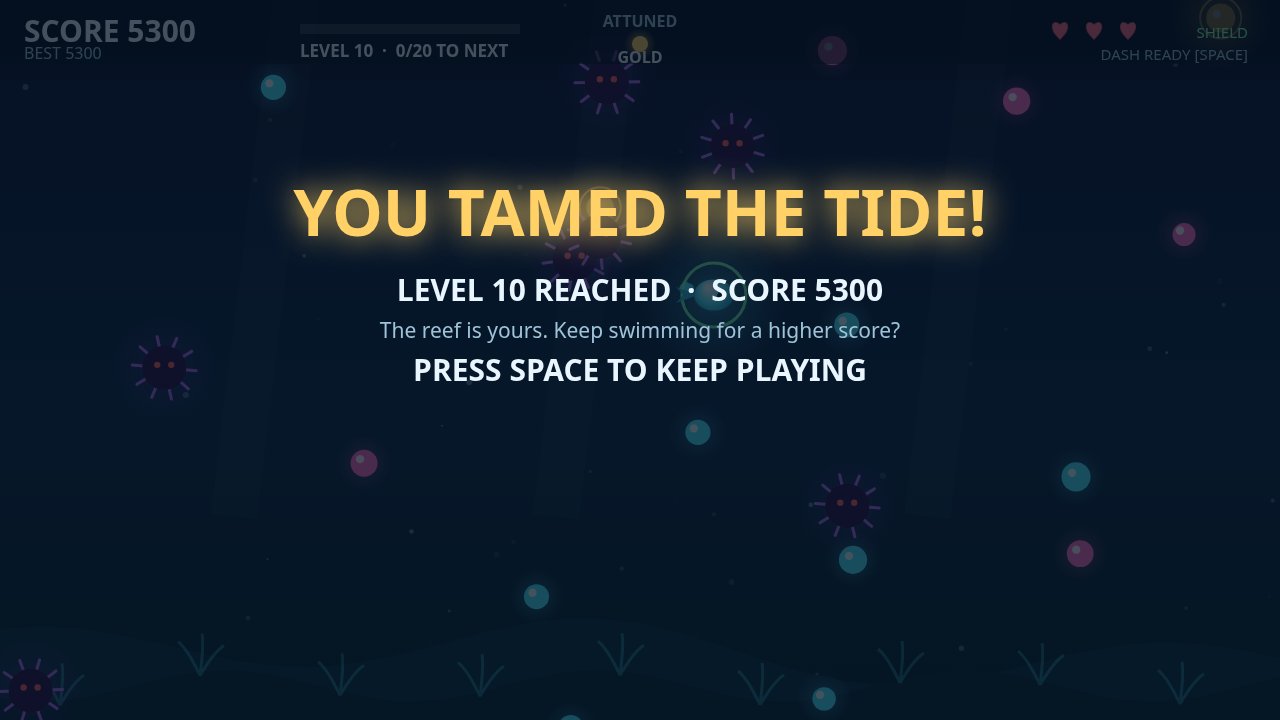 SCORE 5300
BEST 5300
LEVEL 10 · 0/20 TO NEXT
ATTUNED
GOLD
SHIELD
DASH READY [SPACE]
YOU TAMED THE TIDE!
LEVEL 10 REACHED · SCORE 5300
The reef is yours. Keep swimming for a higher score?
PRESS SPACE TO KEEP PLAYING